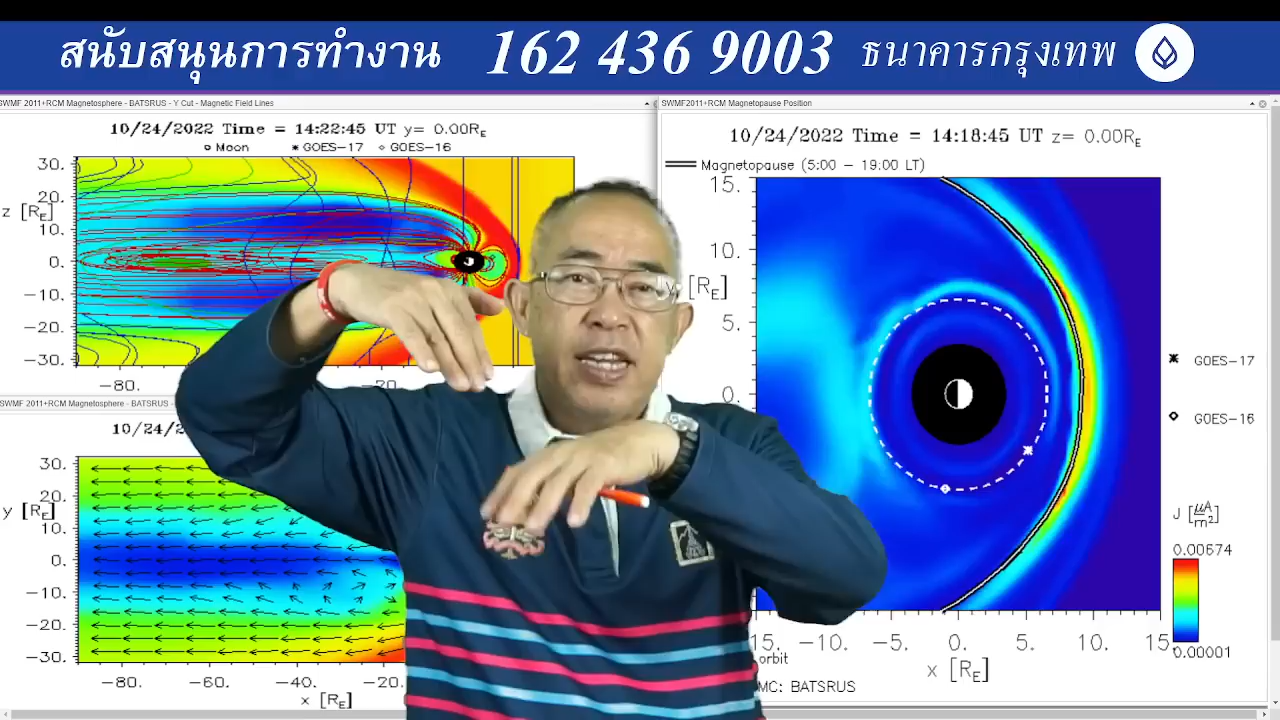 สนับสนุนการทำงาน 162 436 9003 ธนาคารกรุงเทพ
SWMF 2011+RCM Magnetosphere - BATSRUS - Y Cut - Magnetic Field Lines
10/24/2022 Time = 14:22:45 UT y= 0.00RE
Moon GOES-17 GOES-16
30.
20.
z [RE]
10.
0.
-10.
-20.
-30.
-80. -20.
SWMF 2011+RCM Magnetosphere - BATSRUS -
10/24/2
30.
20.
y [RE]
10.
0.
-10.
-20.
-30.
-80. -60. -40. -20.
x [RE]
SWMF2011+RCM Magnetopause Position
10/24/2022 Time = 14:18:45 UT z= 0.00RE
Magnetopause (5:00 - 19:00 LT)
15.
10.
y [RE]
5.
0.
GOES-17
GOES-16
J [μA/m2]
0.00674
0.00001
15. -10. -5. 0. 5. 10. 15.
orbit
x [RE]
MC: BATSRUS